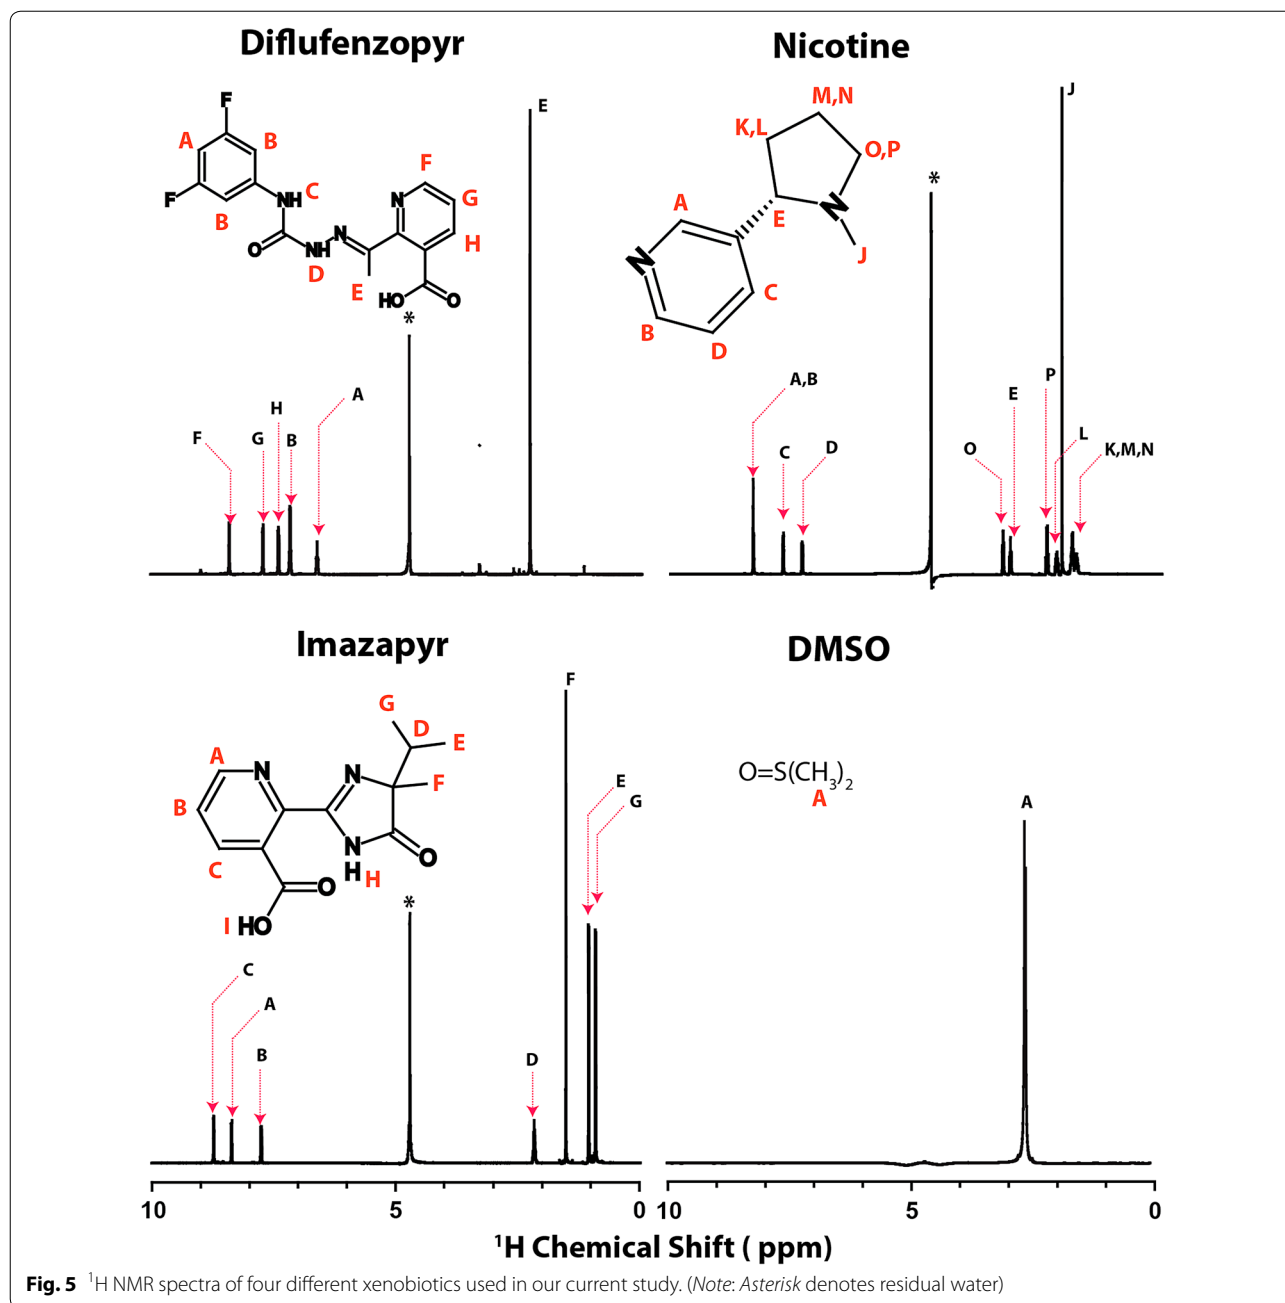 Diflufenzopyr
F
A
B
F
B
NH
C
O
NH
D
N
E
N
F
G
H
HO
O
E
*
F
G
H
B
A
Nicotine
M,N
K,L
O,P
N
E
J
A
N
C
B
D
J
*
A,B
C
D
O
E
P
L
K,M,N
Imazapyr
G
D
E
A
N
N
F
B
C
N
H
H
O
O
I
HO
F
E
G
*
C
A
B
D
DMSO
O=S(CH3)2
A
A
10
5
0
10
5
0
1H Chemical Shift ( ppm)
Fig. 5 1H NMR spectra of four different xenobiotics used in our current study. (Note: Asterisk denotes residual water)